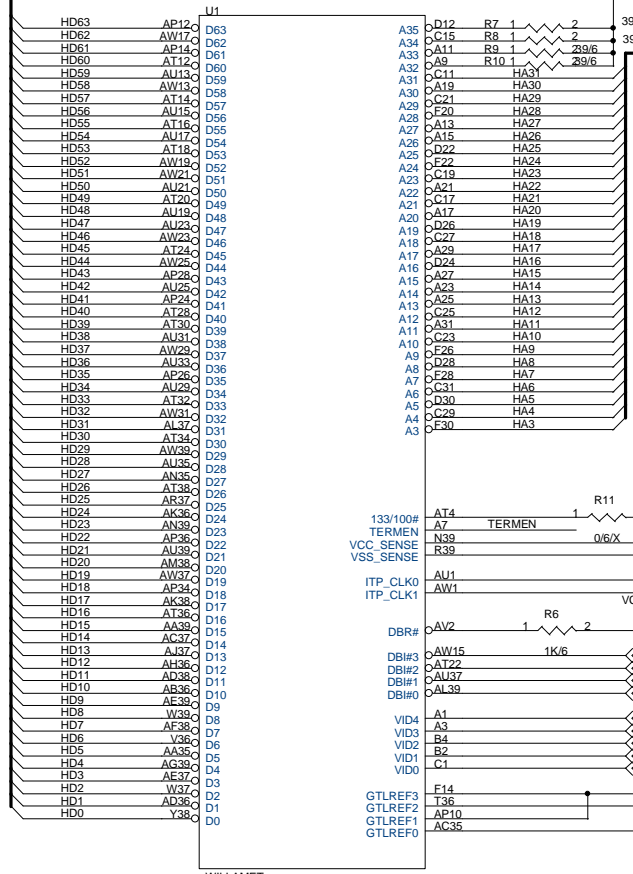 U1
HD63 AP12 D63 A35 D12 R7 1 2 39
HD62 AW17 D62 A34 C15 R8 1 2 39
HD61 AP14 D61 A33 A11 R9 1 2 39/6
HD60 AT12 D60 A32 A9 R10 1 2 39/6
HD59 AU13 D59 A31 C11 HA31
HD58 AW13 D58 A30 A19 HA30
HD57 AT14 D57 A29 C21 HA29
HD56 AU15 D56 A28 F20 HA28
HD55 AT16 D55 A27 A13 HA27
HD54 AU17 D54 A26 A15 HA26
HD53 AT18 D53 A25 D22 HA25
HD52 AW19 D52 A24 F22 HA24
HD51 AW21 D51 A23 C19 HA23
HD50 AU21 D50 A22 A21 HA22
HD49 AT20 D49 A21 C17 HA21
HD48 AU19 D48 A20 A17 HA20
HD47 AU23 D47 A19 D26 HA19
HD46 AW23 D46 A18 C27 HA18
HD45 AT24 D45 A17 A29 HA17
HD44 AW25 D44 A16 D24 HA16
HD43 AP28 D43 A15 A27 HA15
HD42 AU25 D42 A14 A23 HA14
HD41 AP24 D41 A13 A25 HA13
HD40 AT28 D40 A12 C25 HA12
HD39 AT30 D39 A11 A31 HA11
HD38 AU31 D38 A10 C23 HA10
HD37 AW29 D37 A9 F26 HA9
HD36 AU33 D36 A8 D28 HA8
HD35 AP26 D35 A7 F28 HA7
HD34 AU29 D34 A6 C31 HA6
HD33 AT32 D33 A5 D30 HA5
HD32 AW31 D32 A4 C29 HA4
HD31 AL37 D31 A3 F30 HA3
HD30 AT34 D30
HD29 AW39 D29
HD28 AU35 D28
HD27 AN35 D27
HD26 AT38 D26
HD25 AR37 D25 R11
HD24 AK36 D24 133/100# AT4 1
HD23 AN39 D23 TERMEN A7 TERMEN
HD22 AP36 D22 VCC_SENSE N39 0/6/X
HD21 AU39 D21 VSS_SENSE R39
HD20 AM38 D20
HD19 AW37 D19 ITP_CLK0 AU1
HD18 AP34 D18 ITP_CLK1 AW1
HD17 AK38 D17
HD16 AT36 D16 R6
HD15 AA39 D15 DBR# AV2 1 2
HD14 AC37 D14
HD13 AJ37 D13 DBI#3 AW15 1K/6
HD12 AH36 D12 DBI#2 AT22
HD11 AD38 D11 DBI#1 AU37
HD10 AB36 D10 DBI#0 AL39
HD9 AE39 D9
HD8 W39 D8 VID4 A1
HD7 AF38 D7 VID3 A3
HD6 V36 D6 VID2 B4
HD5 AA35 D5 VID1 B2
HD4 AG39 D4 VID0 C1
HD3 AE37 D3
HD2 W37 D2 GTLREF3 F14
HD1 AD36 D1 GTLREF2 T36
HD0 Y38 D0 GTLREF1 AP10
GTLREF0 AC35